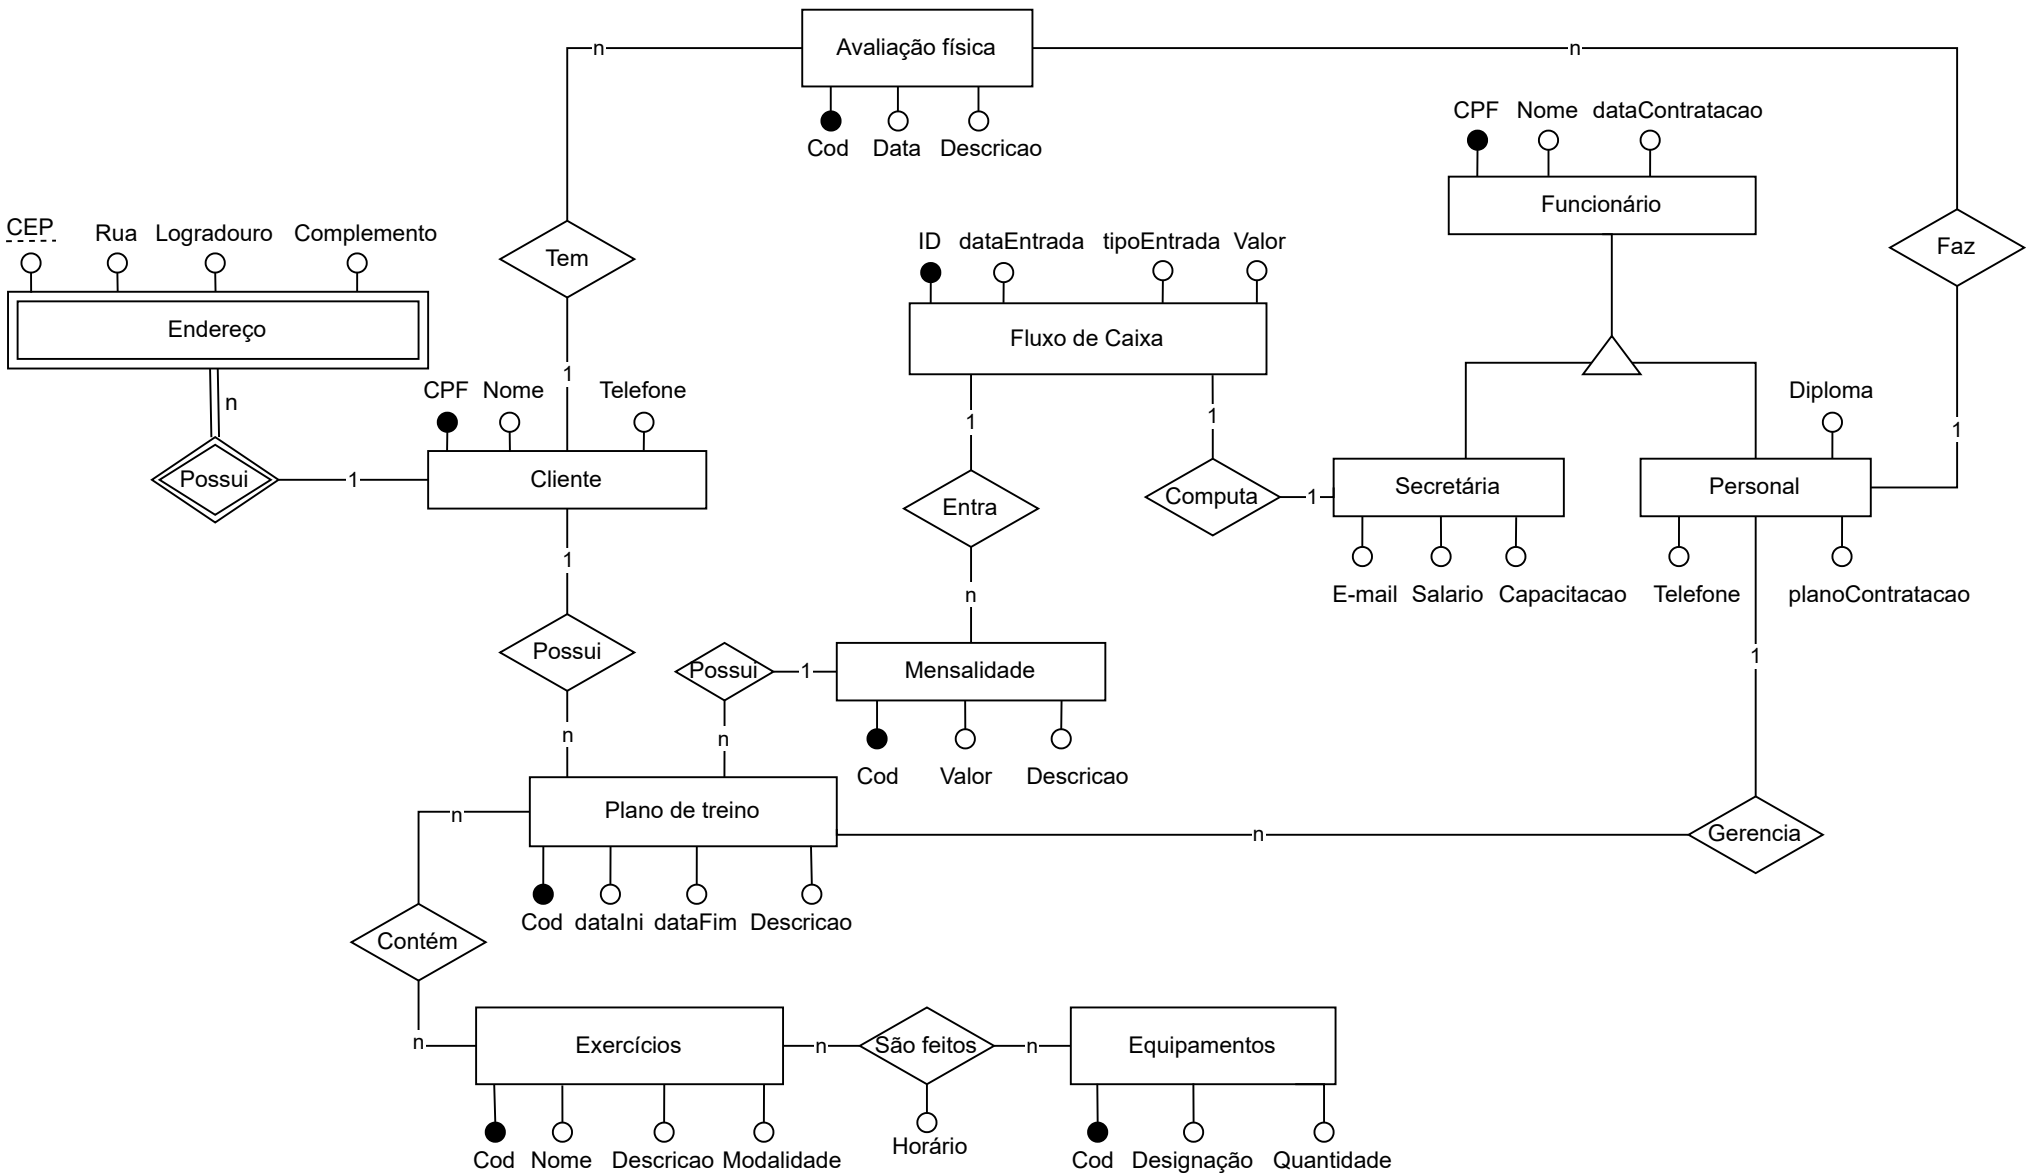 n
Avaliação física
n
Cod Data Descricao
CPF Nome dataContratacao
Funcionário
CEP Rua Logradouro Complemento
Endereço
n
Tem
1
ID dataEntrada tipoEntrada Valor
Fluxo de Caixa
Faz
1
CPF Nome Telefone
Cliente
Possui
1
1
Entra
n
1
Computa
1
Secretária
E-mail Salario Capacitacao
Diploma
Personal
Telefone planoContratacao
1
1
Possui
n
Possui
1
n
Mensalidade
Cod Valor Descricao
Plano de treino
n
n
Gerencia
Cod dataIni dataFim Descricao
Contém
n
Exercícios
n
São feitos
n
Equipamentos
Horário
Cod Nome Descricao Modalidade
Cod Designação Quantidade